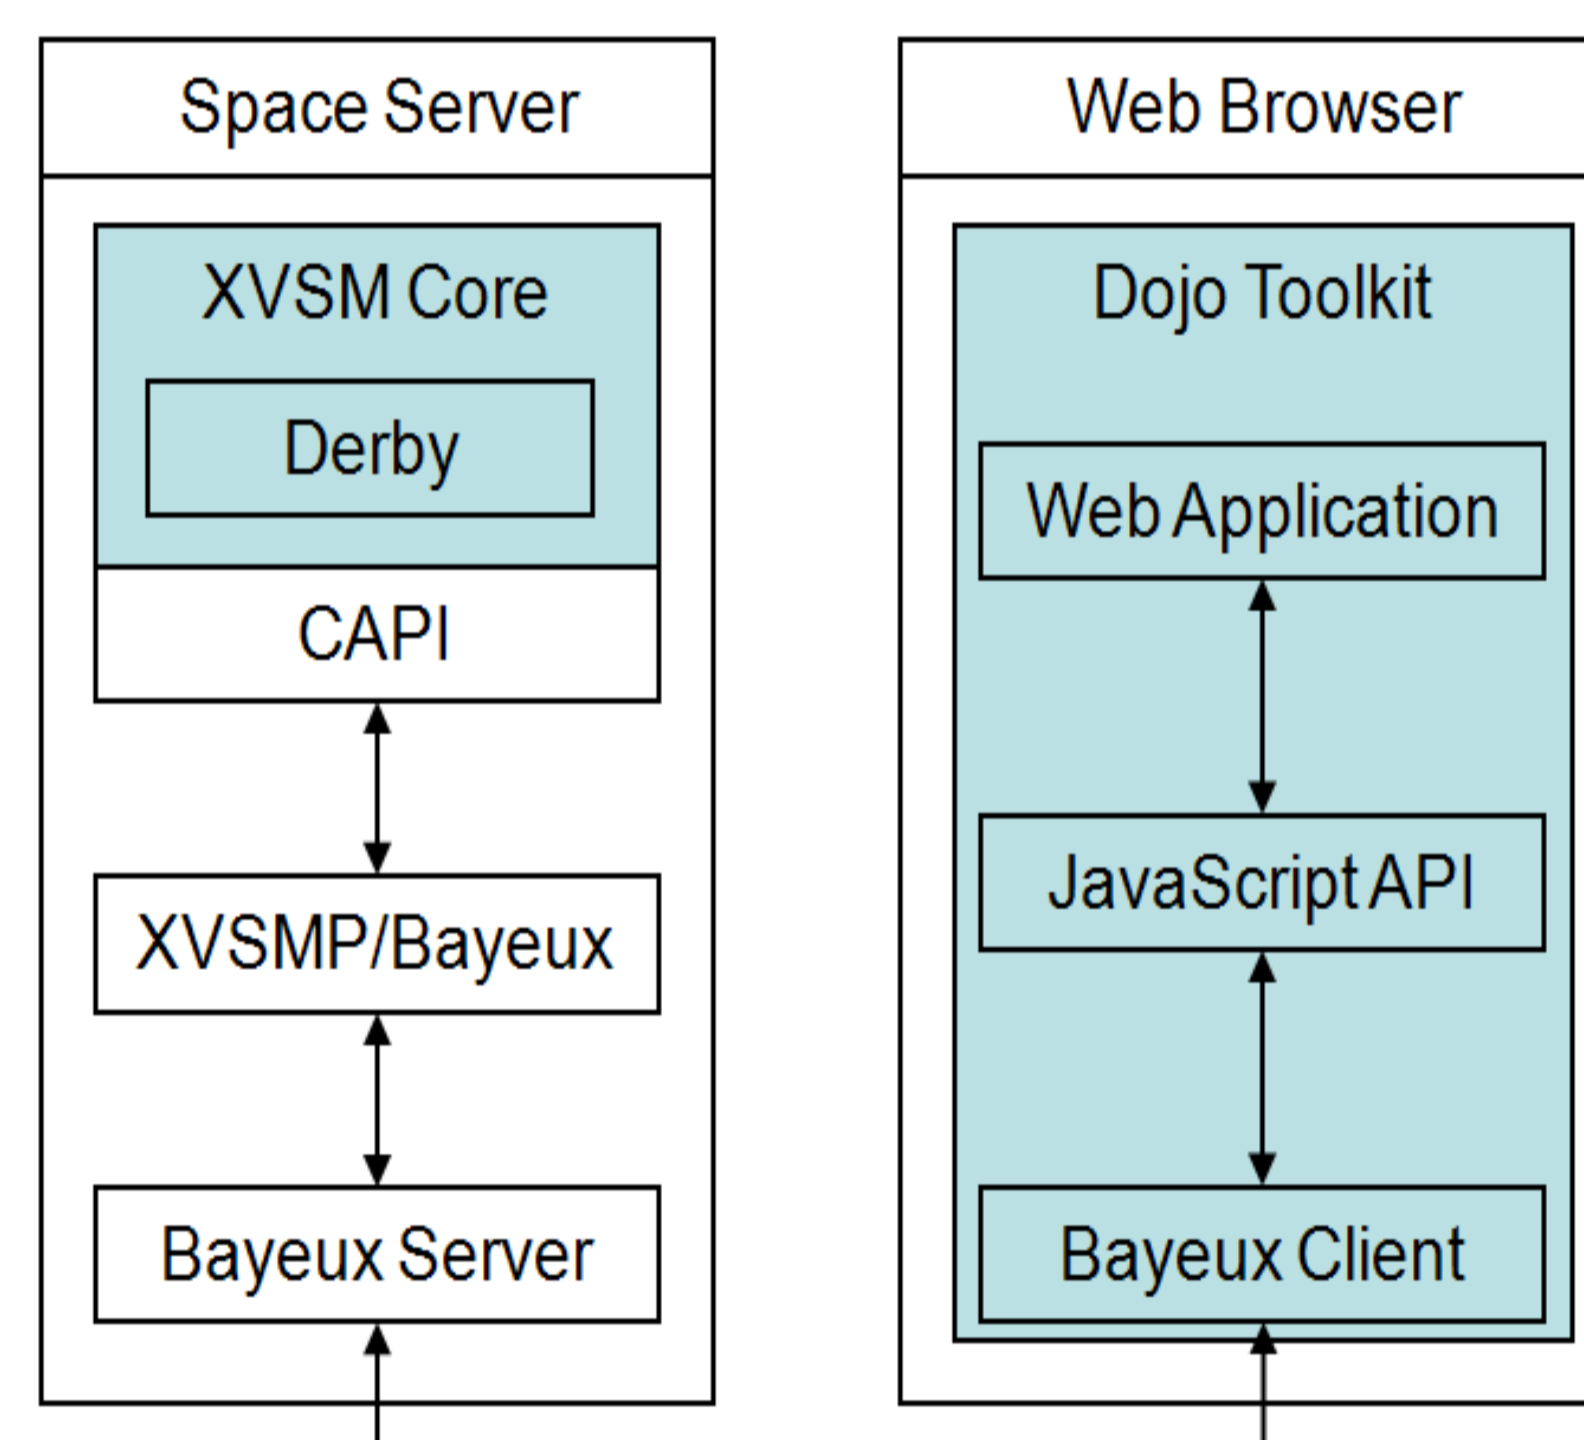 Space Server
XVSM Core
Derby
CAPI
XVSMP/Bayeux
Bayeux Server
Web Browser
Dojo Toolkit
Web Application
JavaScript API
Bayeux Client